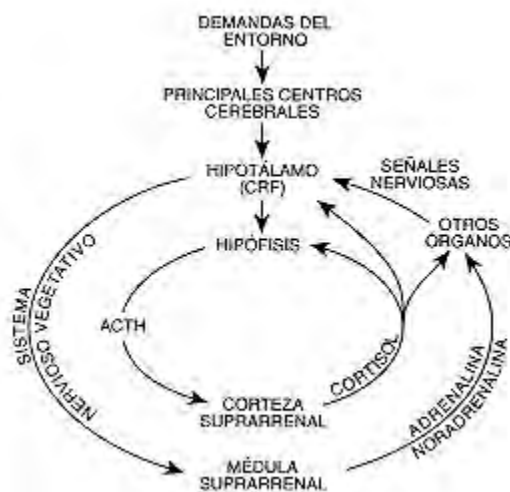 DEMANDAS DEL
ENTORNO
PRINCIPALES CENTROS
CEREBRALES
HIPOTÁLAMO
(CRF)
SEÑALES
NERVIOSAS
HIPÓFISIS
OTROS
ÓRGANOS
SISTEMA
NERVIOSO VEGETATIVO
ACTH
CORTISOL
CORTEZA
SUPRARRENAL
ADRENALINA
NORADRENALINA
MÉDULA
SUPRARRENAL